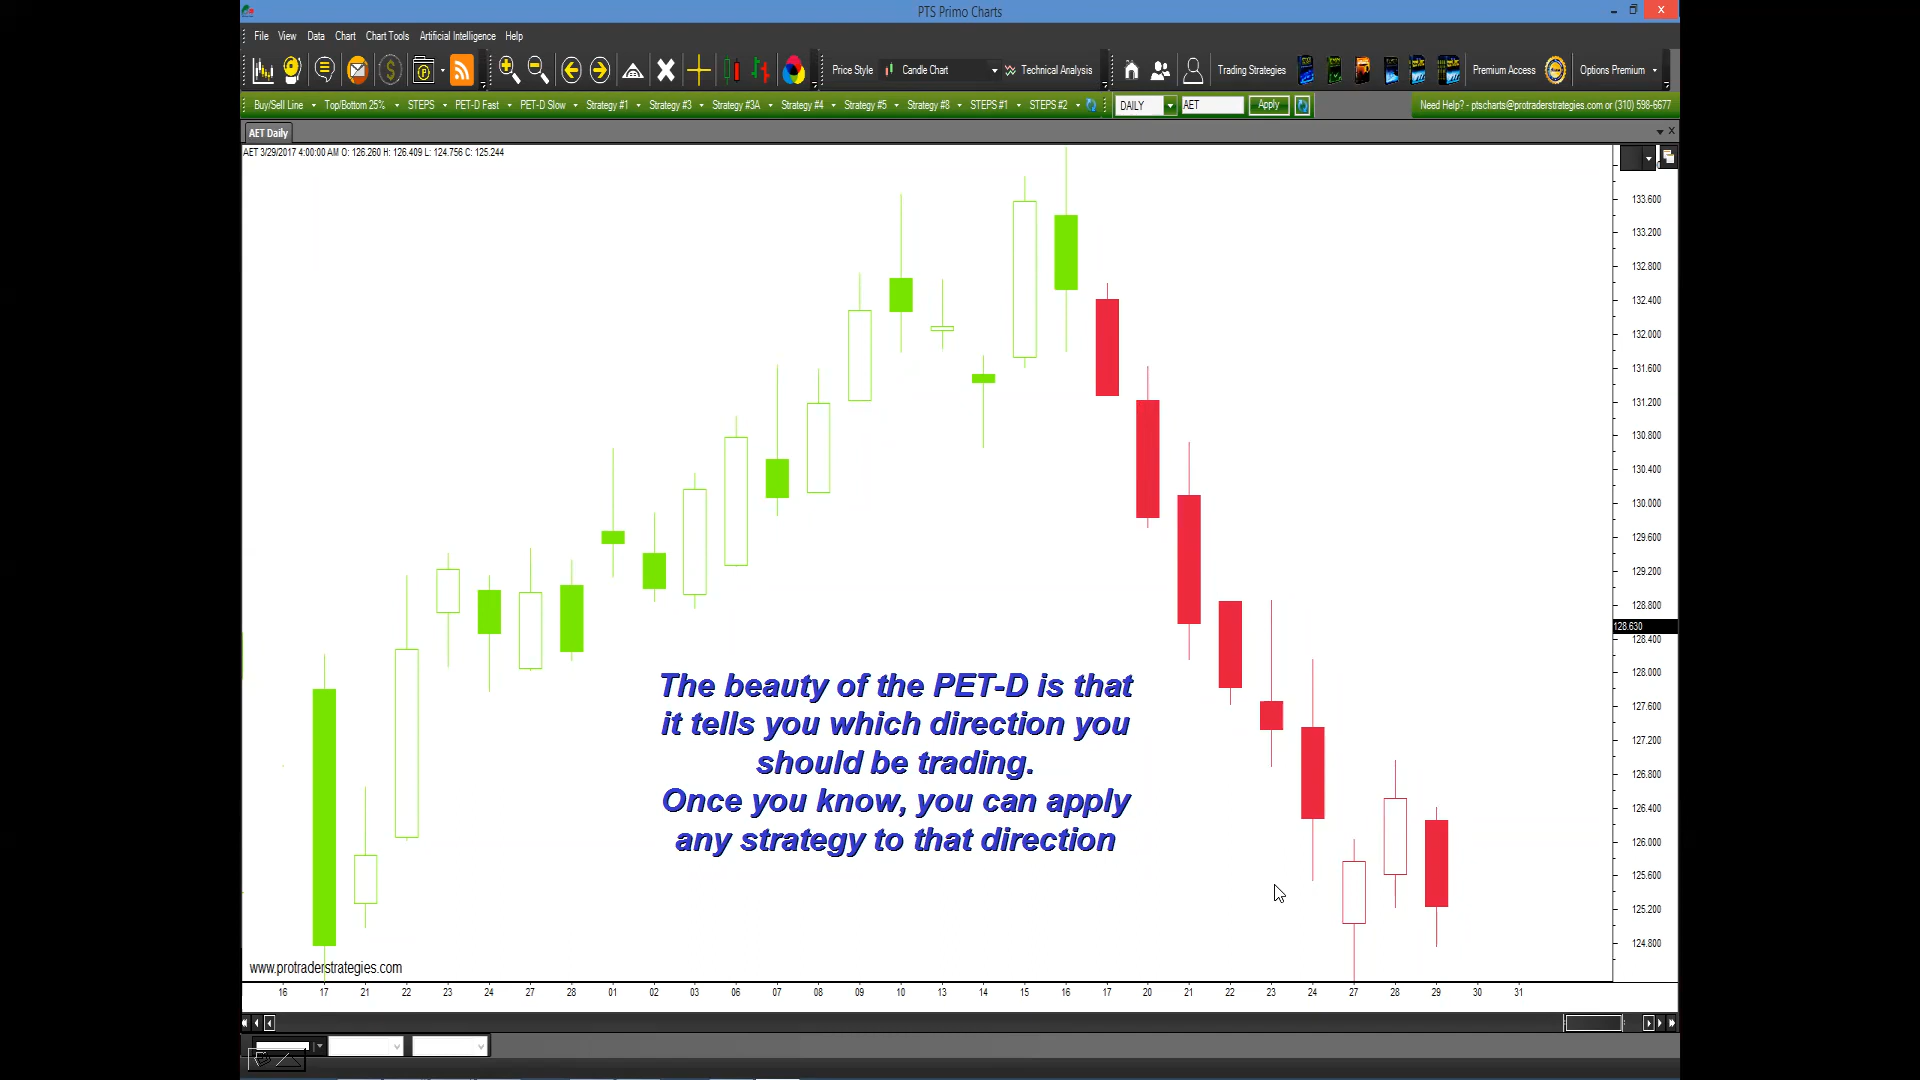 PTS Primo Charts
File View Data Chart Chart Tools Artificial Intelligence Help
Price Style Candle Chart Technical Analysis Trading Strategies Premium Access Options Premium
Buy/Sell Line Top/Bottom 25% STEPS PET-D Fast PET-D Slow Strategy #1 Strategy #3 Strategy #3A Strategy #4 Strategy #5 Strategy #8 STEPS #1 STEPS #2 DAILY AET Apply Need Help? - ptscharts@protraderstrategies.com or (310) 598-6677
AET Daily
AET 3/29/2017 4:00:00 AM O: 126.260 H: 126.409 L: 124.756 C: 125.244
133.600
133.200
132.800
132.400
132.000
131.600
131.200
130.800
130.400
130.000
129.600
129.200
128.800
128.630
128.400
128.000
127.600
127.200
126.800
126.400
126.000
125.600
125.200
124.800
The beauty of the PET-D is that
it tells you which direction you
should be trading.
Once you know, you can apply
any strategy to that direction
www.protraderstrategies.com
16 17 21 22 23 24 27 28 01 02 03 06 07 08 09 10 13 14 15 16 17 20 21 22 23 24 27 28 29 30 31